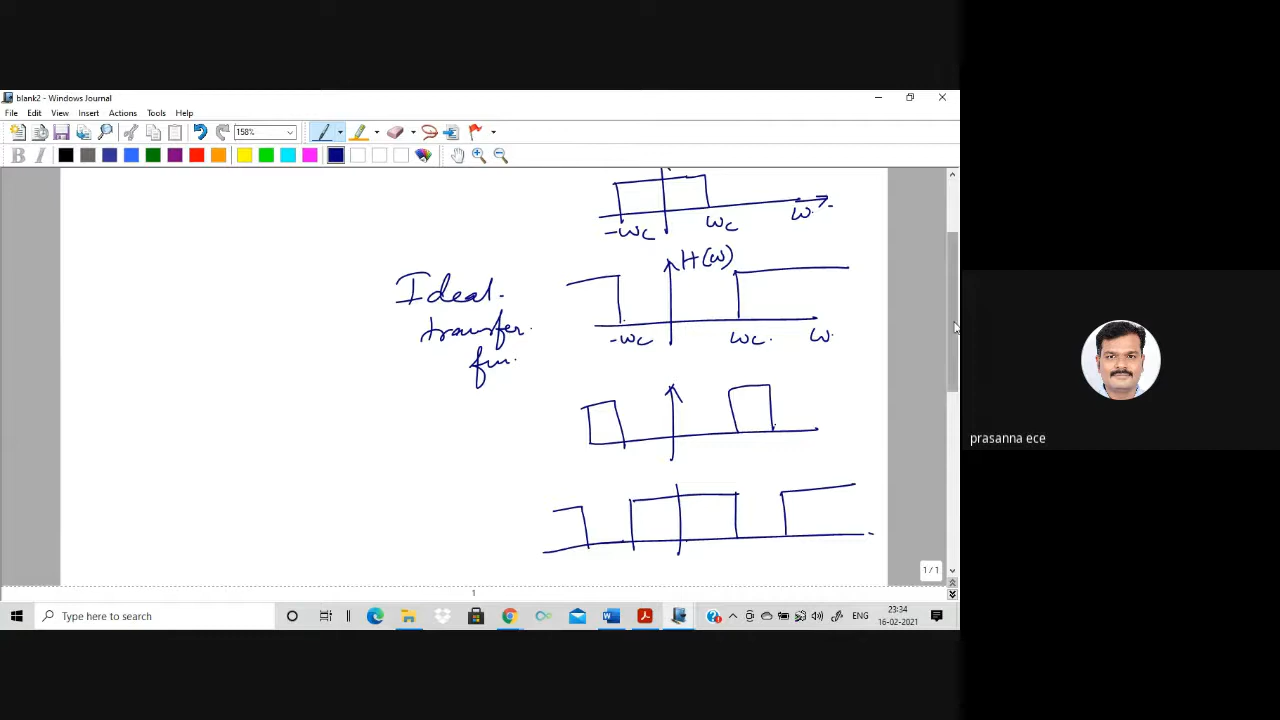 blank2 - Windows Journal
File Edit View Insert Actions Tools Help
158%
B I
-ωc ωc ω
H(ω)
Ideal
transfer
fun.
-ωc ωc ω
prasanna ece
1/1
1
Type here to search
ENG
23:34
16-02-2021